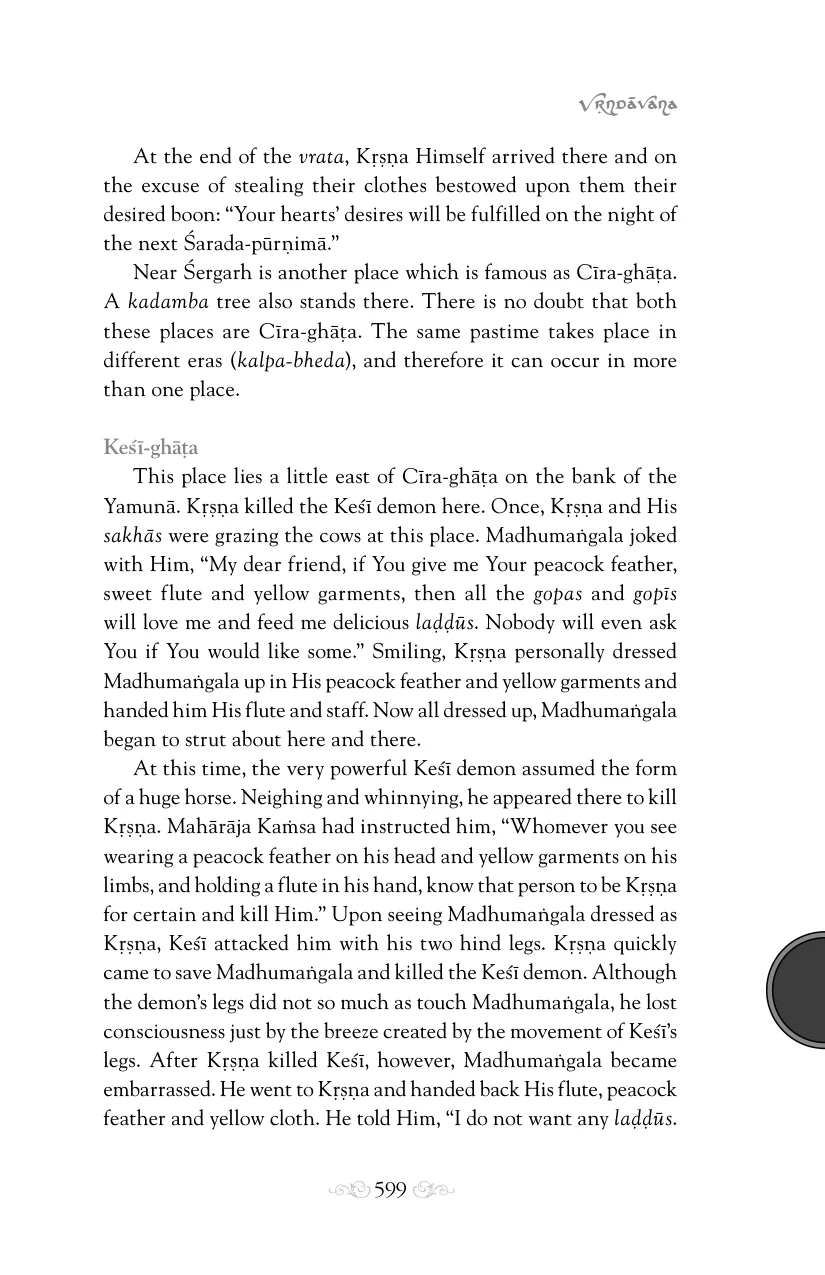 Vṛndāvana
At the end of the vrata, Kṛṣṇa Himself arrived there and on
the excuse of stealing their clothes bestowed upon them their
desired boon: “Your hearts’ desires will be fulfilled on the night of
the next Śarada-pūrṇimā.”
Near Śergarh is another place which is famous as Cīra-ghāṭa.
A kadamba tree also stands there. There is no doubt that both
these places are Cīra-ghāṭa. The same pastime takes place in
different eras (kalpa-bheda), and therefore it can occur in more
than one place.
Keśī-ghāṭa
This place lies a little east of Cīra-ghāṭa on the bank of the
Yamunā. Kṛṣṇa killed the Keśī demon here. Once, Kṛṣṇa and His
sakhās were grazing the cows at this place. Madhumaṅgala joked
with Him, “My dear friend, if You give me Your peacock feather,
sweet flute and yellow garments, then all the gopas and gopīs
will love me and feed me delicious laḍḍūs. Nobody will even ask
You if You would like some.” Smiling, Kṛṣṇa personally dressed
Madhumaṅgala up in His peacock feather and yellow garments and
handed him His flute and staff. Now all dressed up, Madhumaṅgala
began to strut about here and there.
At this time, the very powerful Keśī demon assumed the form
of a huge horse. Neighing and whinnying, he appeared there to kill
Kṛṣṇa. Mahārāja Kaṁsa had instructed him, “Whomever you see
wearing a peacock feather on his head and yellow garments on his
limbs, and holding a flute in his hand, know that person to be Kṛṣṇa
for certain and kill Him.” Upon seeing Madhumaṅgala dressed as
Kṛṣṇa, Keśī attacked him with his two hind legs. Kṛṣṇa quickly
came to save Madhumaṅgala and killed the Keśī demon. Although
the demon’s legs did not so much as touch Madhumaṅgala, he lost
consciousness just by the breeze created by the movement of Keśī’s
legs. After Kṛṣṇa killed Keśī, however, Madhumaṅgala became
embarrassed. He went to Kṛṣṇa and handed back His flute, peacock
feather and yellow cloth. He told Him, “I do not want any laḍḍūs.
599